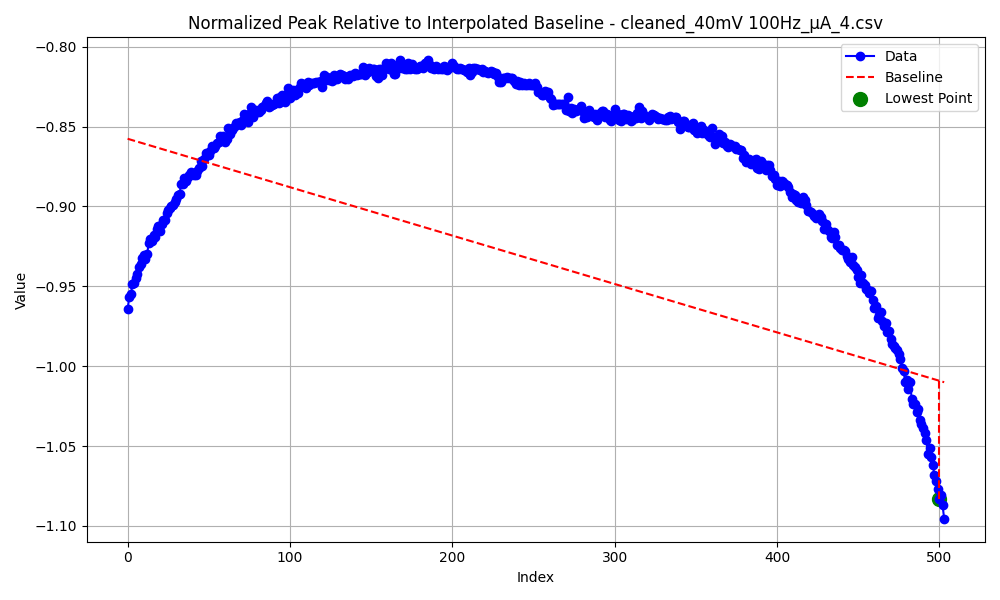 Normalized Peak Relative to Interpolated Baseline - cleaned_40mV 100Hz_μA_4.csv
Data
Baseline
Lowest Point
Value
−0.80
−0.85
−0.90
−0.95
−1.00
−1.05
−1.10
0
100
200
300
400
500
Index